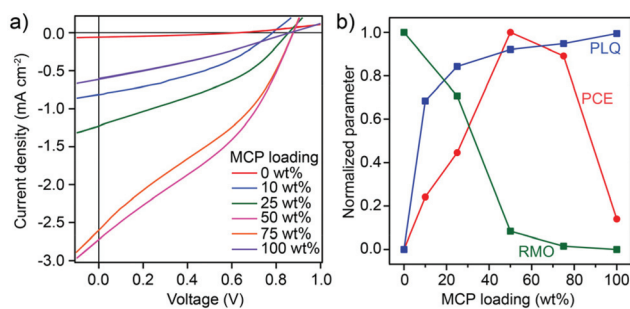 a)
Current density (mA cm⁻²)
0.0
-0.5
-1.0
-1.5
-2.0
-2.5
-3.0
MCP loading
0 wt%
10 wt%
25 wt%
50 wt%
75 wt%
100 wt%
0.0 0.2 0.4 0.6 0.8 1.0
Voltage (V)
b)
Normalized parameter
1.0
0.8
0.6
0.4
0.2
0.0
PLQ
PCE
RMO
0 20 40 60 80 100
MCP loading (wt%)